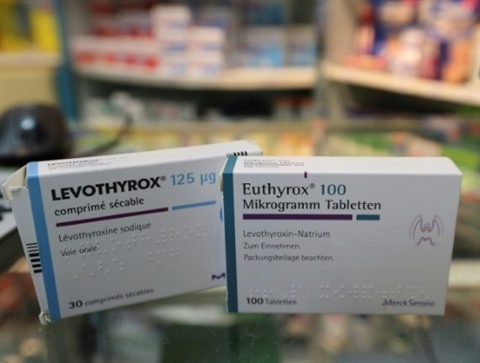 LEVOTHYROX® 125 µg
comprimé sécable
Lévothyroxine sodique
Voie orale
30 comprimés sécables
Euthyrox® 100
Mikrogramm Tabletten
Levothyroxin-Natrium
Zum Einnehmen.
Packungsbeilage beachten.
100 Tabletten
Merck Serono